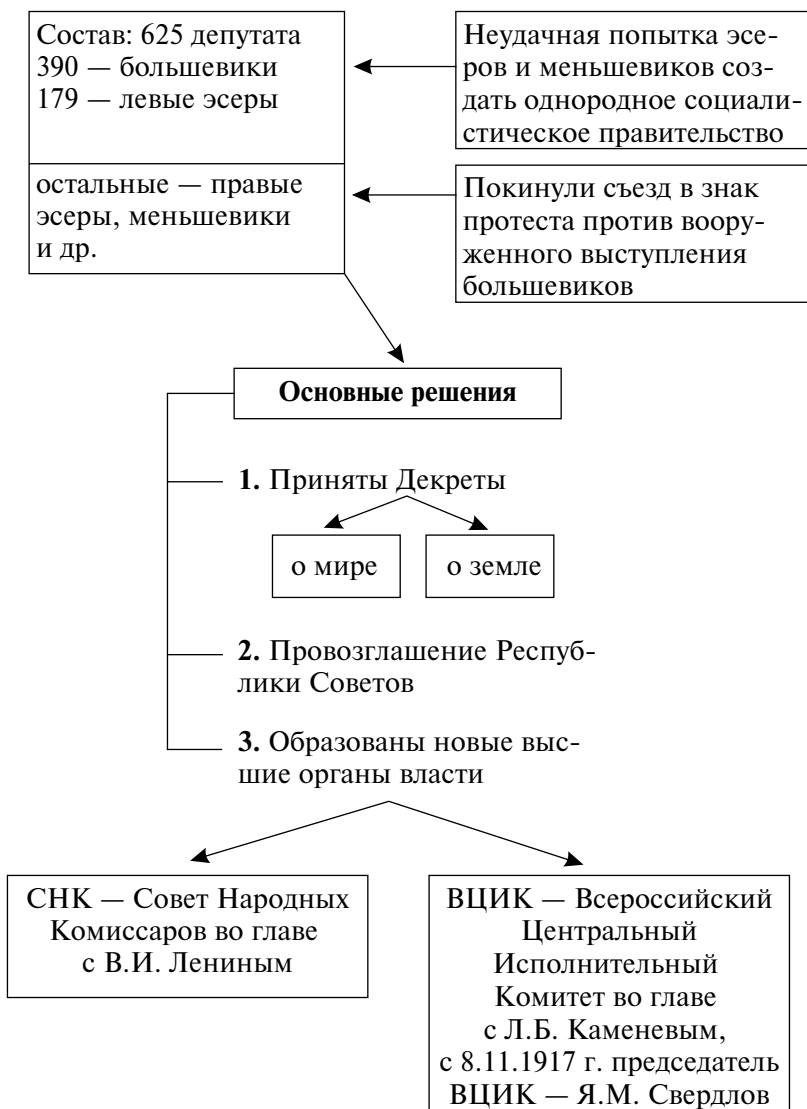 Состав: 625 депутата
390 — большевики
179 — левые эсеры
Неудачная попытка эсе-
ров и меньшевиков соз-
дать однородное социали-
стическое правительство
остальные — правые
эсеры, меньшевики
и др.
Покинули съезд в знак
протеста против воору-
женного выступления
большевиков
Основные решения
1. Приняты Декреты
о мире
о земле
2. Провозглашение Респуб-
лики Советов
3. Образованы новые выс-
шие органы власти
СНК — Совет Народных
Комиссаров во главе
с В.И. Лениным
ВЦИК — Всероссийский
Центральный
Исполнительный
Комитет во главе
с Л.Б. Каменевым,
с 8.11.1917 г. председатель
ВЦИК — Я.М. Свердлов